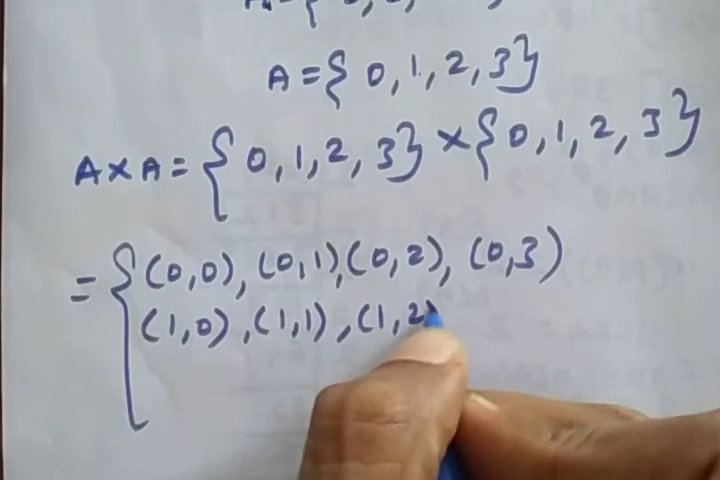 A={0,1,2,3}
A×A={0,1,2,3}×{0,1,2,3}
={(0,0),(0,1),(0,2),(0,3)
(1,0),(1,1),(1,2)